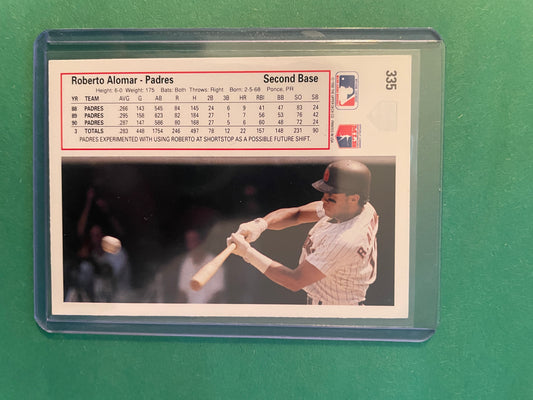 Roberto Alomar - Padres Second Base
Height: 6-0 Weight: 175 Bats: Both Throws: Right Born: 2-5-68 Ponce, PR
YR TEAM AVG G AB R H 2B 3B HR RBI BB SO SB
88 PADRES .266 143 545 84 145 24 6 9 41 47 83 24
89 PADRES .295 158 623 82 184 27 1 7 56 53 76 42
90 PADRES .287 147 586 80 168 27 5 6 60 48 72 24
3 TOTALS .283 448 1754 246 497 78 12 22 157 148 231 90
PADRES EXPERIMENTED WITH USING ROBERTO AT SHORTSTOP AS A POSSIBLE FUTURE SHIFT.
335